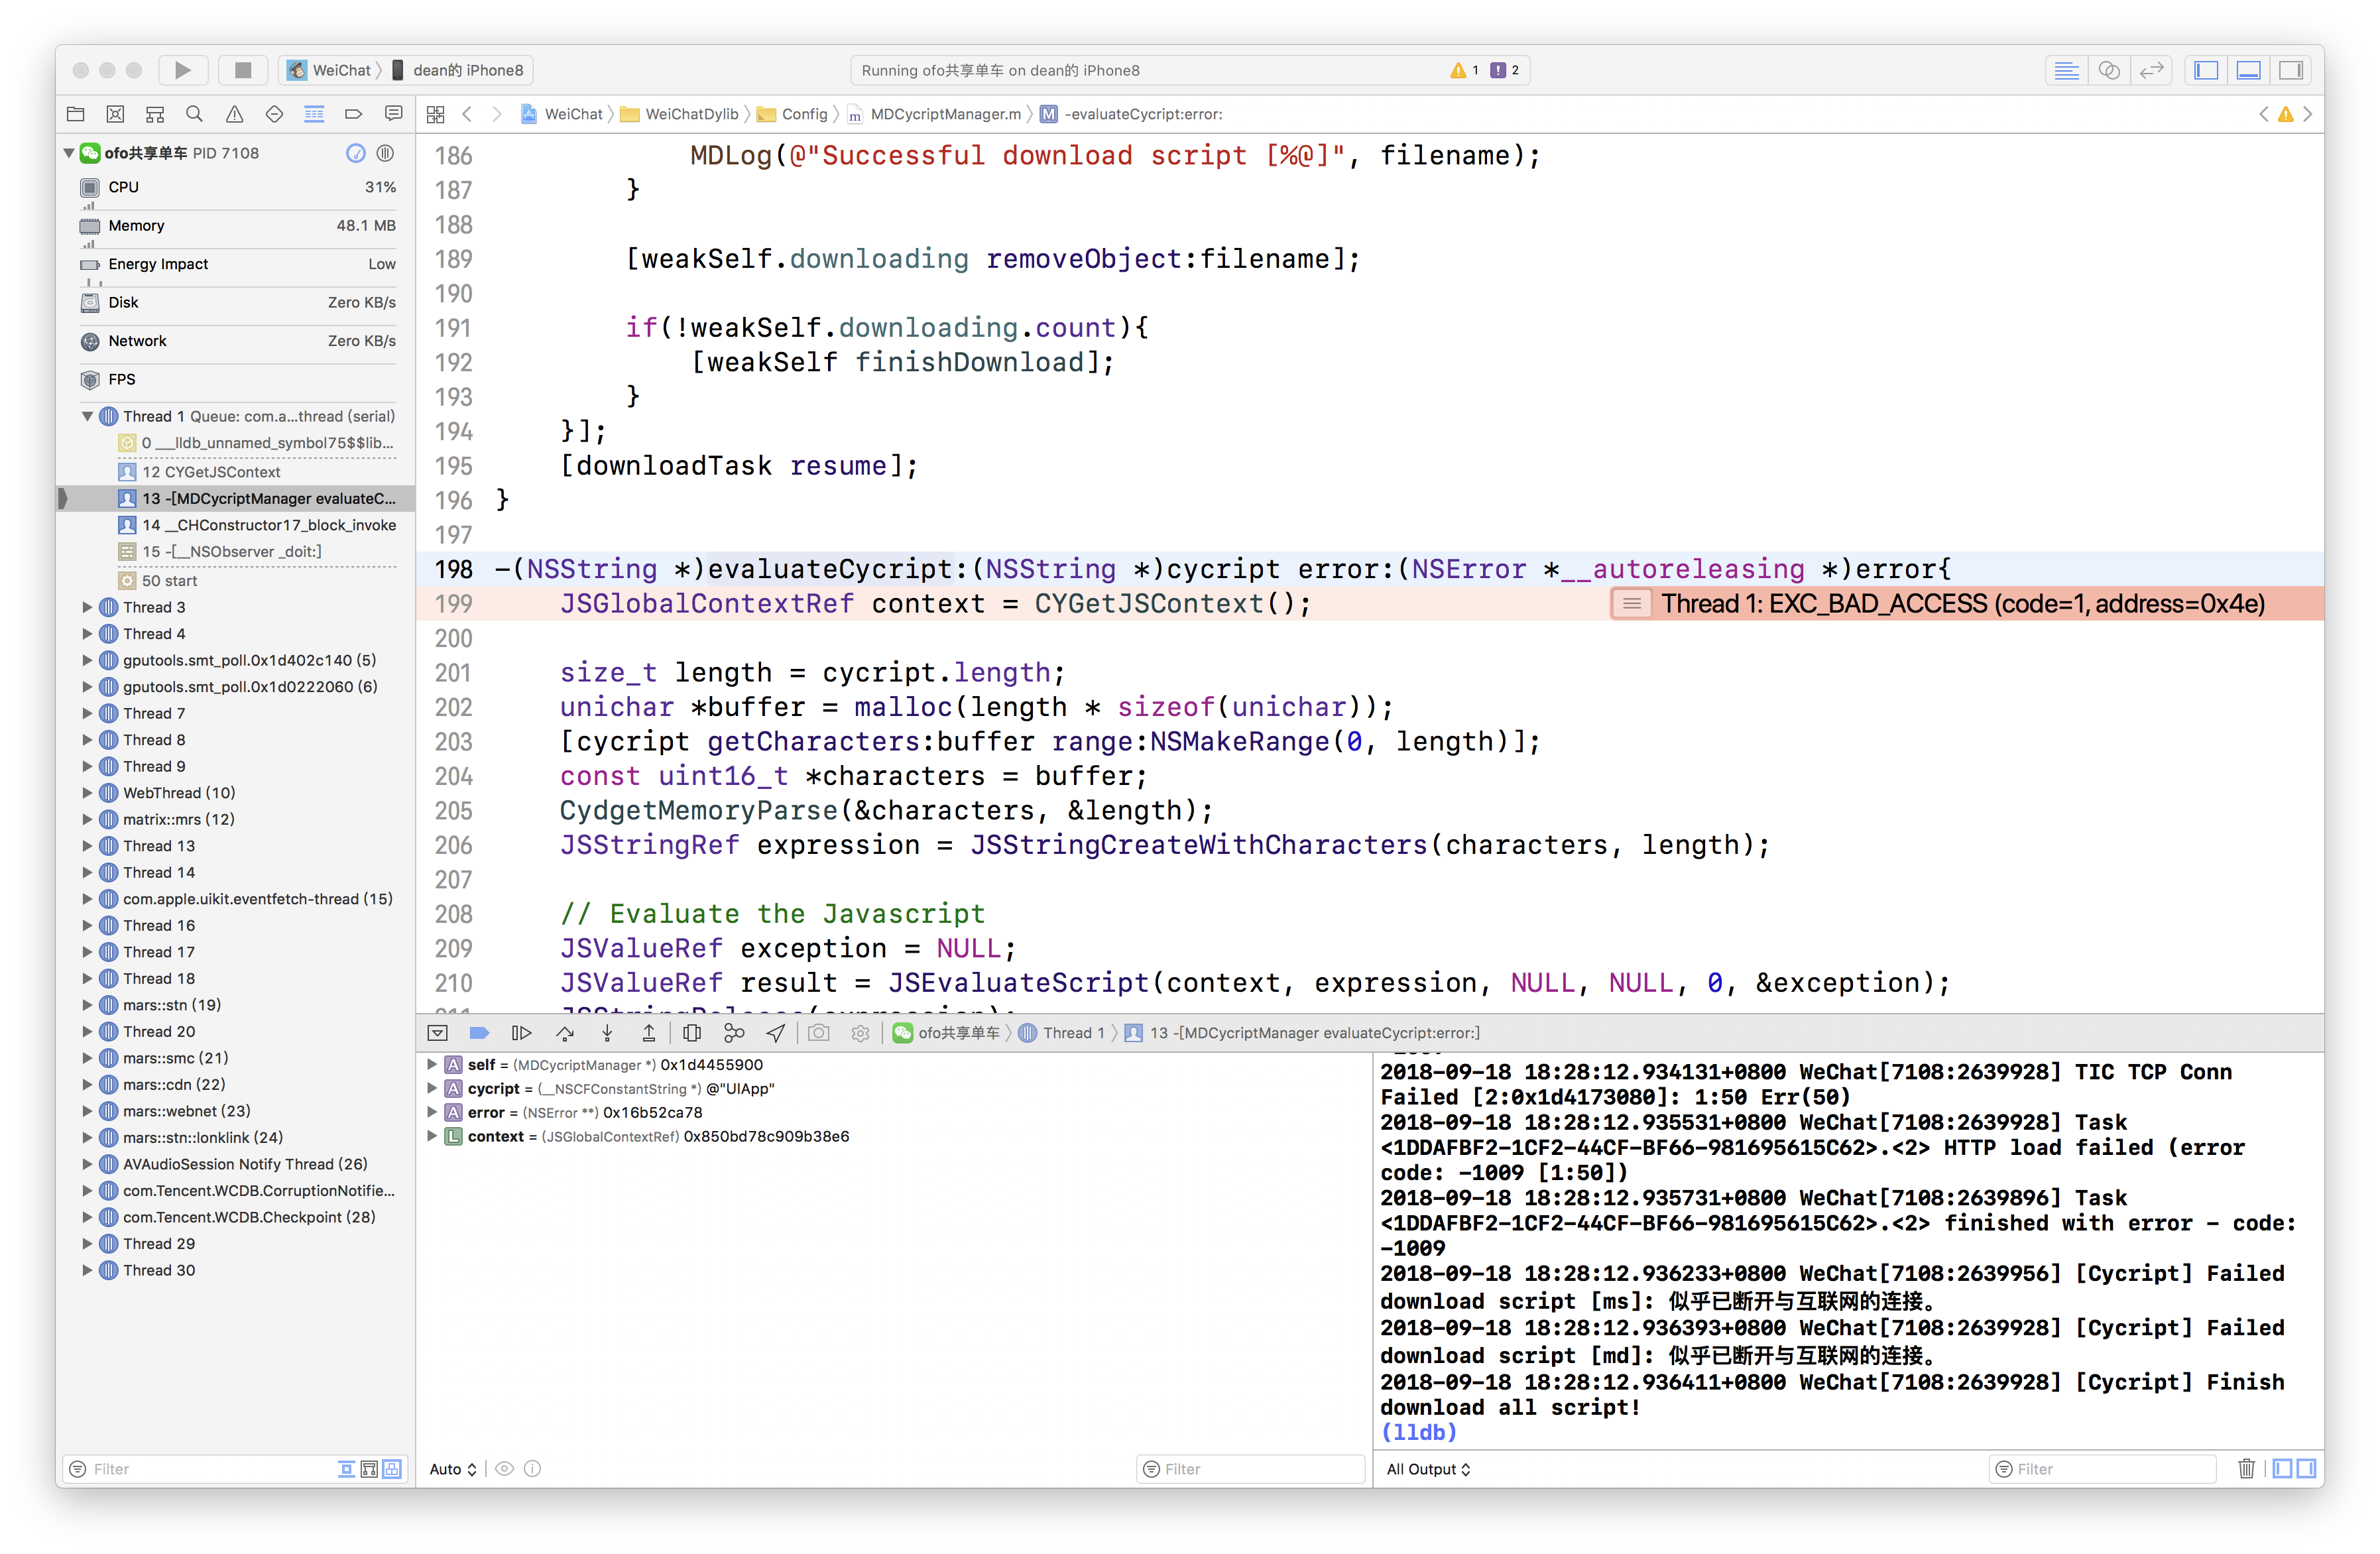 WeiChat
dean的 iPhone8
Running ofo共享单车 on dean的 iPhone8
1
2
WeiChat
WeiChatDylib
Config
MDCycriptManager.m
-evaluateCycript:error:
ofo共享单车 PID 7108
CPU 31%
Memory 48.1 MB
Energy Impact Low
Disk Zero KB/s
Network Zero KB/s
FPS
Thread 1 Queue: com.a...thread (serial)
0 __lldb_unnamed_symbol75$$lib...
12 CYGetJSContext
13 -[MDCycriptManager evaluateC...
14 __CHConstructor17_block_invoke
15 -[__NSObserver _doit:]
50 start
Thread 3
Thread 4
gputools.smt_poll.0x1d402c140 (5)
gputools.smt_poll.0x1d0222060 (6)
Thread 7
Thread 8
Thread 9
WebThread (10)
matrix::mrs (12)
Thread 13
Thread 14
com.apple.uikit.eventfetch-thread (15)
Thread 16
Thread 17
Thread 18
mars::stn (19)
Thread 20
mars::smc (21)
mars::cdn (22)
mars::webnet (23)
mars::stn::lonklink (24)
AVAudioSession Notify Thread (26)
com.Tencent.WCDB.CorruptionNotifie...
com.Tencent.WCDB.Checkpoint (28)
Thread 29
Thread 30
Filter
186 MDLog(@"Successful download script [%@]", filename);
187 }
188
189 [weakSelf.downloading removeObject:filename];
190
191 if(!weakSelf.downloading.count){
192 [weakSelf finishDownload];
193 }
194 }];
195 [downloadTask resume];
196 }
197
198 -(NSString *)evaluateCycript:(NSString *)cycript error:(NSError *__autoreleasing *)error{
199 JSGlobalContextRef context = CYGetJSContext();
Thread 1: EXC_BAD_ACCESS (code=1, address=0x4e)
200
201 size_t length = cycript.length;
202 unichar *buffer = malloc(length * sizeof(unichar));
203 [cycript getCharacters:buffer range:NSMakeRange(0, length)];
204 const uint16_t *characters = buffer;
205 CydgetMemoryParse(&characters, &length);
206 JSStringRef expression = JSStringCreateWithCharacters(characters, length);
207
208 // Evaluate the Javascript
209 JSValueRef exception = NULL;
210 JSValueRef result = JSEvaluateScript(context, expression, NULL, NULL, 0, &exception);
ofo共享单车
Thread 1
13 -[MDCycriptManager evaluateCycript:error:]
self = (MDCycriptManager *) 0x1d4455900
cycript = (__NSCFConstantString *) @"UIApp"
error = (NSError **) 0x16b52ca78
context = (JSGlobalContextRef) 0x850bd78c909b38e6
Auto
Filter
2018-09-18 18:28:12.934131+0800 WeChat[7108:2639928] TIC TCP Conn
Failed [2:0x1d4173080]: 1:50 Err(50)
2018-09-18 18:28:12.935531+0800 WeChat[7108:2639928] Task
<1DDAFBF2-1CF2-44CF-BF66-981695615C62>.<2> HTTP load failed (error
code: -1009 [1:50])
2018-09-18 18:28:12.935731+0800 WeChat[7108:2639896] Task
<1DDAFBF2-1CF2-44CF-BF66-981695615C62>.<2> finished with error - code:
-1009
2018-09-18 18:28:12.936233+0800 WeChat[7108:2639956] [Cycript] Failed
download script [ms]: 似乎已断开与互联网的连接。
2018-09-18 18:28:12.936393+0800 WeChat[7108:2639928] [Cycript] Failed
download script [md]: 似乎已断开与互联网的连接。
2018-09-18 18:28:12.936411+0800 WeChat[7108:2639928] [Cycript] Finish
download all script!
(lldb)
All Output
Filter